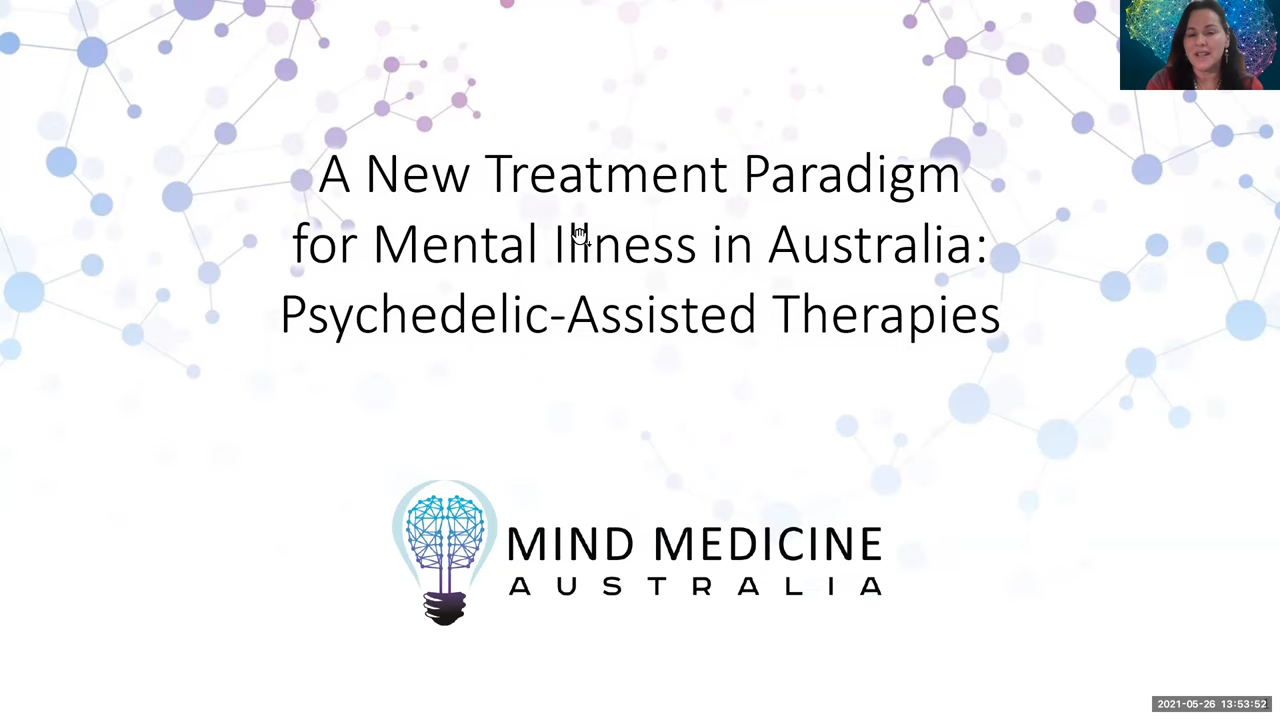 A New Treatment Paradigm
for Mental Illness in Australia:
Psychedelic-Assisted Therapies
MIND MEDICINE
AUSTRALIA
2021-05-26 13:53:52